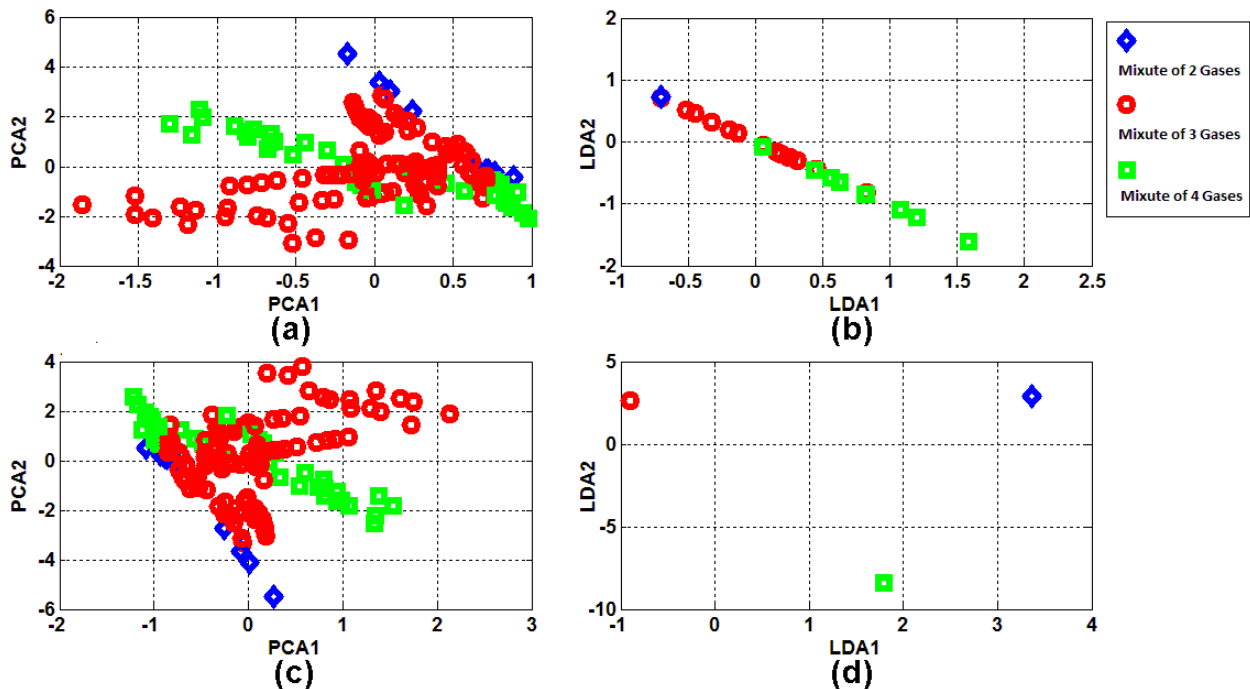 6
4
2
0
-2
-4
PCA2
-2 -1.5 -1 -0.5 0 0.5 1
PCA1
(a)
2
1
0
-1
-2
LDA2
-1 -0.5 0 0.5 1 1.5 2 2.5
LDA1
(b)
Mixute of 2 Gases
Mixute of 3 Gases
Mixute of 4 Gases
4
2
0
-2
-4
-6
PCA2
-2 -1 0 1 2 3
PCA1
(c)
5
0
-5
-10
LDA2
-1 0 1 2 3 4
LDA1
(d)